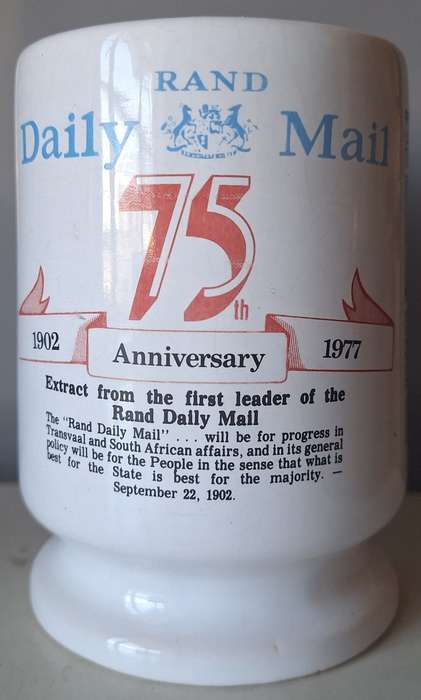 RAND
Daily Mail
75th
1902 Anniversary 1977
Extract from the first leader of the
Rand Daily Mail
The "Rand Daily Mail" . . . will be for progress in
Transvaal and South African affairs, and in its general
policy will be for the People in the sense that what is
best for the State is best for the majority. —
September 22, 1902.